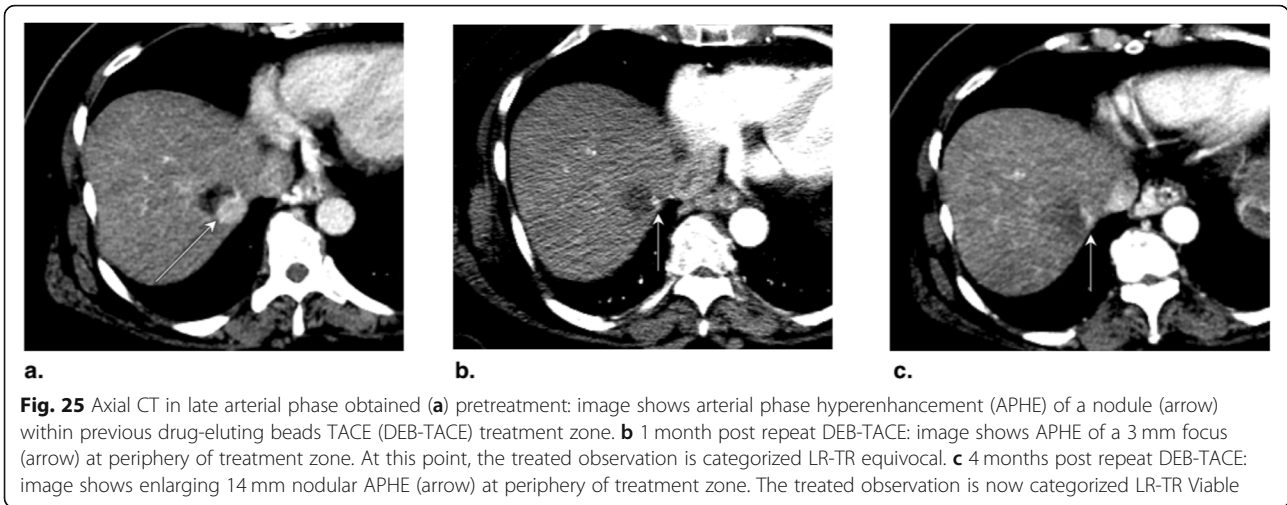 a.
b.
c.
Fig. 25 Axial CT in late arterial phase obtained (a) pretreatment: image shows arterial phase hyperenhancement (APHE) of a nodule (arrow)
within previous drug-eluting beads TACE (DEB-TACE) treatment zone. b 1 month post repeat DEB-TACE: image shows APHE of a 3 mm focus
(arrow) at periphery of treatment zone. At this point, the treated observation is categorized LR-TR equivocal. c 4 months post repeat DEB-TACE:
image shows enlarging 14 mm nodular APHE (arrow) at periphery of treatment zone. The treated observation is now categorized LR-TR Viable